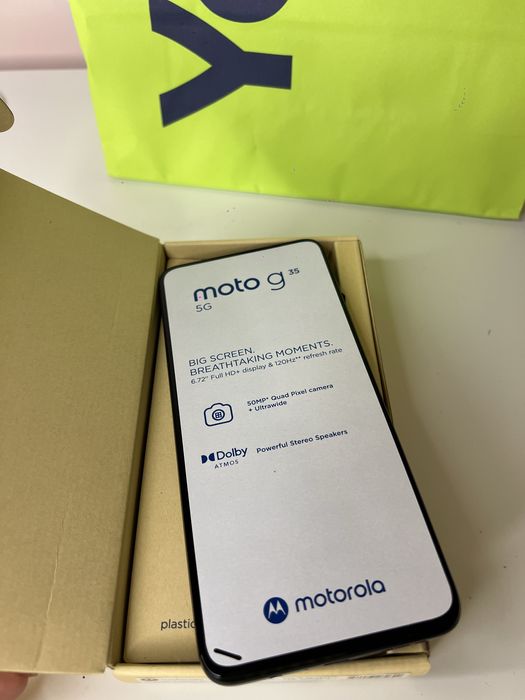 Yo
moto g 35
5G
BIG SCREEN.
BREATHTAKING MOMENTS.
6.72" Full HD+ display & 120Hz** refresh rate
50MP* Quad Pixel camera
+ Ultrawide
Dolby
ATMOS
Powerful Stereo Speakers
motorola
plastic